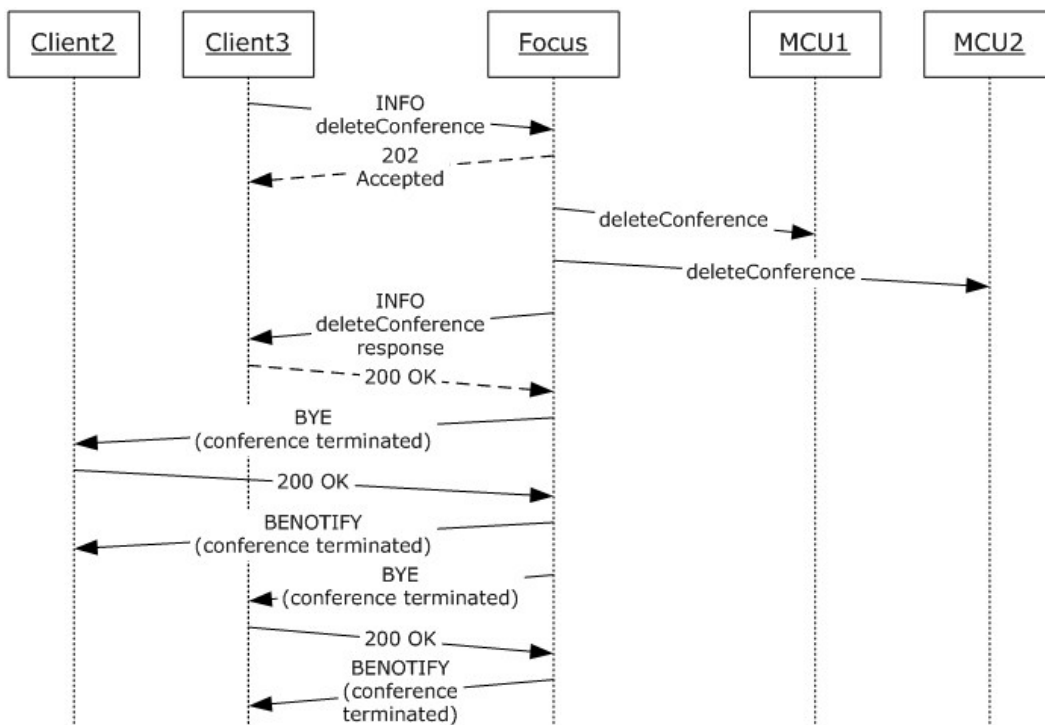 Client2
Client3
Focus
MCU1
MCU2
INFO
deleteConference
202
Accepted
deleteConference
deleteConference
INFO
deleteConference
response
200 OK
BYE
(conference terminated)
200 OK
BENOTIFY
(conference terminated)
BYE
(conference terminated)
200 OK
BENOTIFY
(conference
terminated)